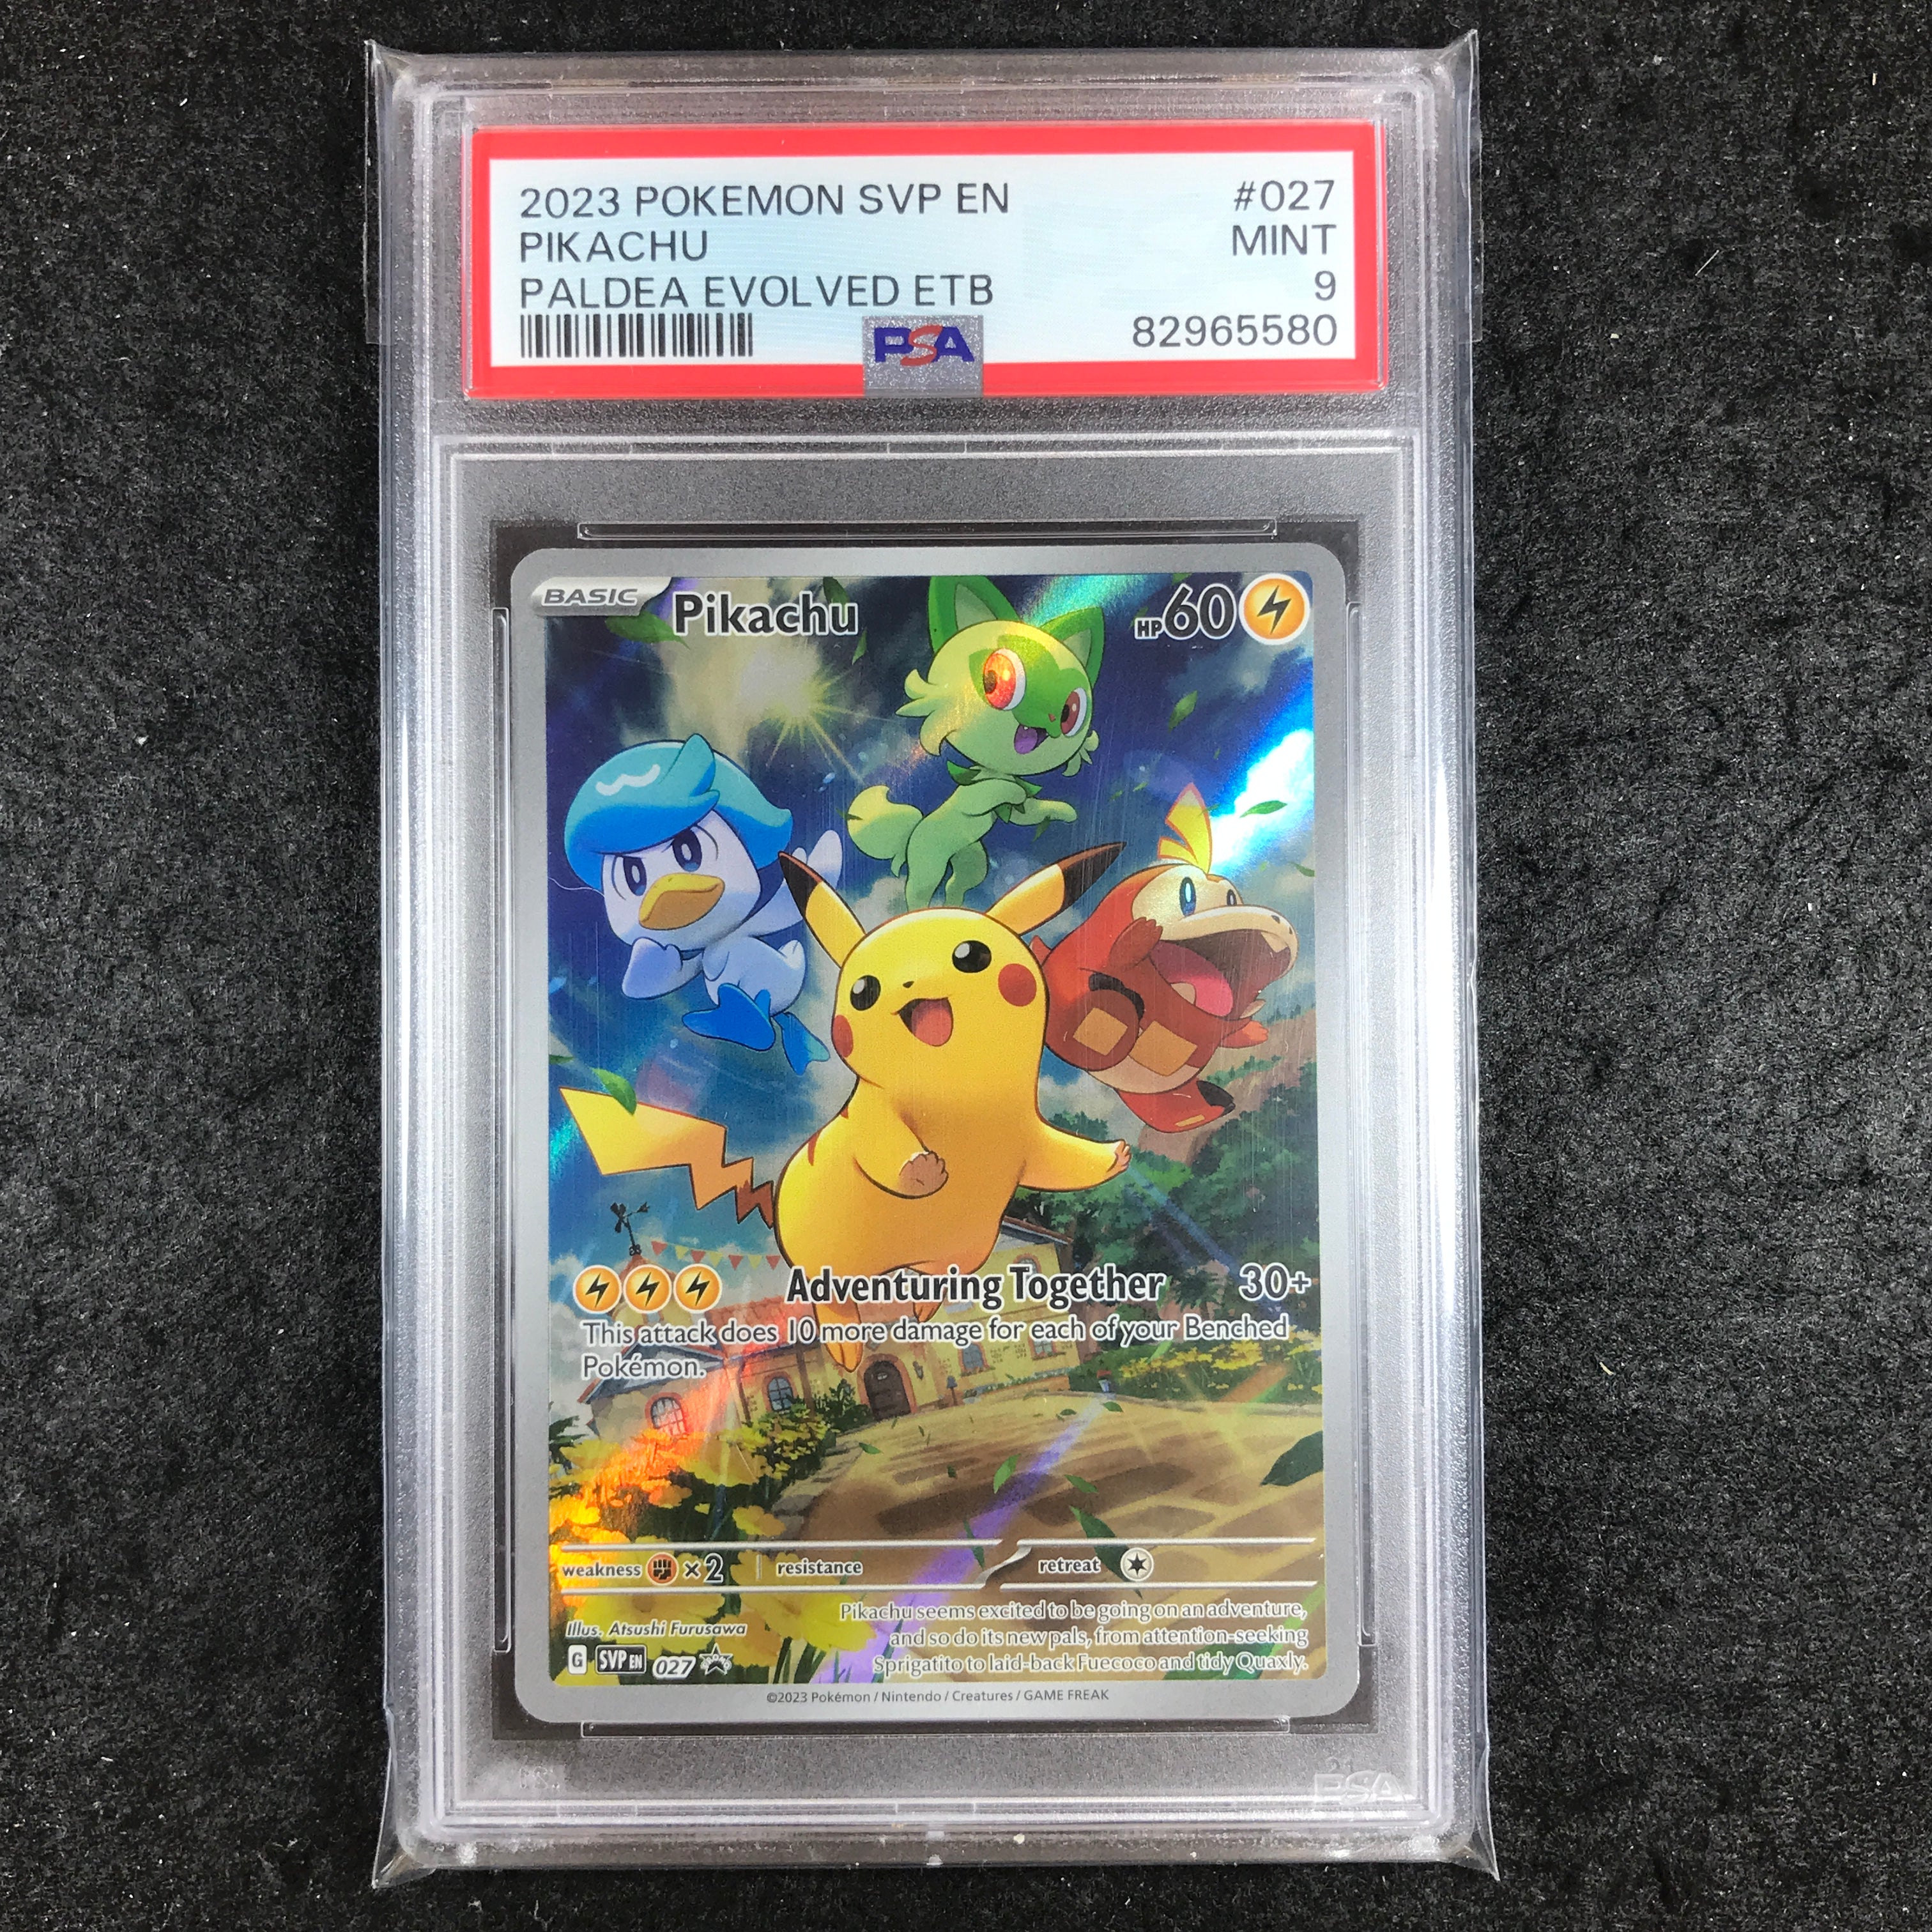 2023 POKEMON SVP EN #027
PIKACHU MINT
PALDEA EVOLVED ETB 9
PSA 82965580
BASIC Pikachu HP 60
Adventuring Together 30+
This attack does 10 more damage for each of your Benched
Pokémon.
weakness ×2 resistance retreat
Illus. Atsushi Furusawa
Pikachu seems excited to be going on an adventure,
and so do its new pals, from attention-seeking
Sprigatito to laid-back Fuecoco and tidy Quaxly.
G SVP EN 027
©2023 Pokémon / Nintendo / Creatures / GAME FREAK
PSA